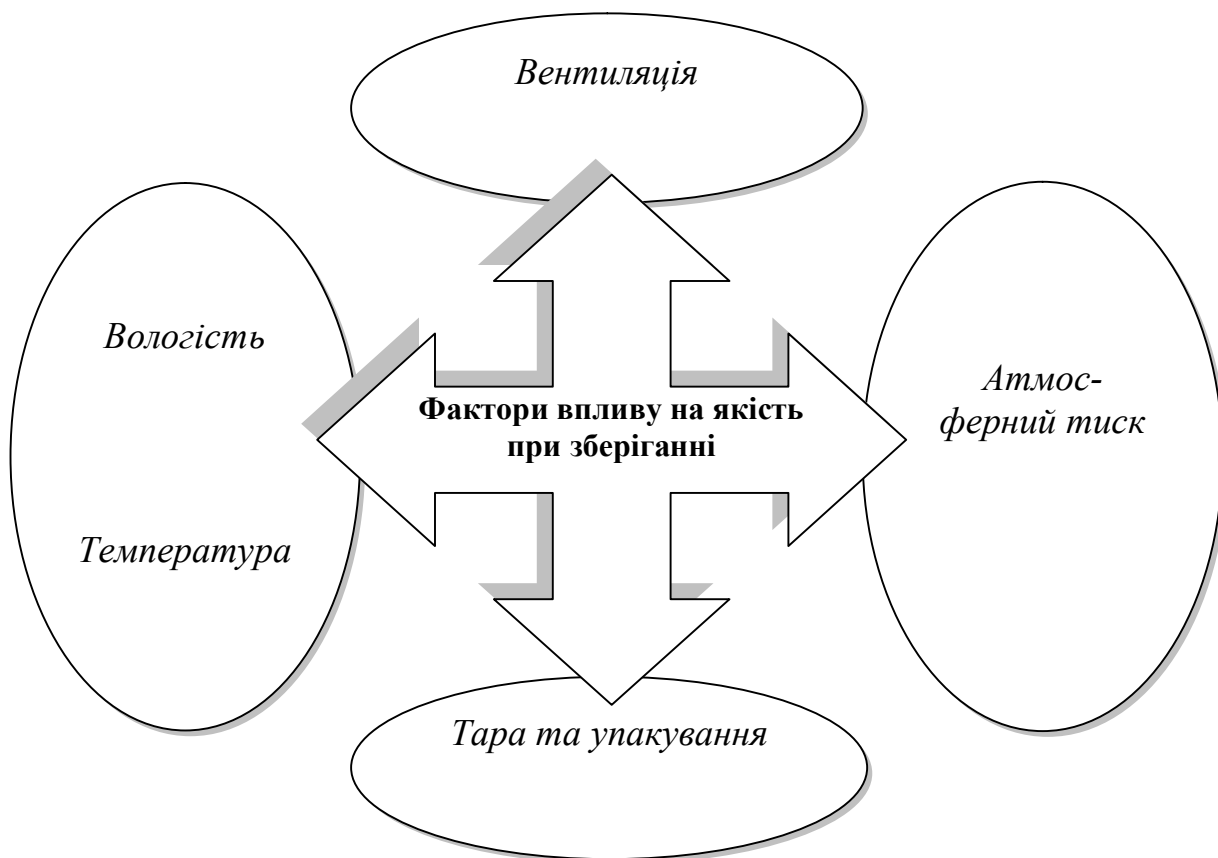 Вентиляція
Вологість
Температура
Фактори впливу на якість
при зберіганні
Атмос-
ферний тиск
Тара та упакування